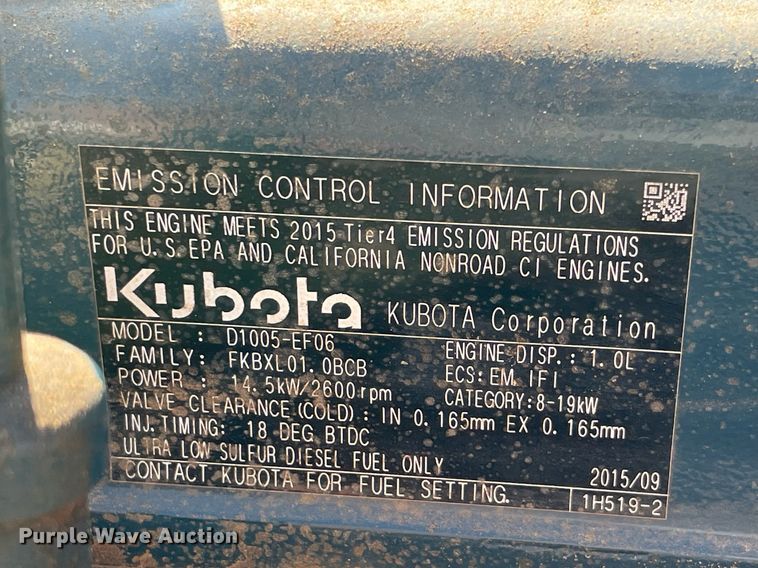 EMISSION CONTROL INFORMATION
THIS ENGINE MEETS 2015 Tier4 EMISSION REGULATIONS
FOR U.S. EPA AND CALIFORNIA NONROAD CI ENGINES.
Kubota KUBOTA Corporation
MODEL : D1005-EF06 ENGINE DISP.: 1.0L
FAMILY: FKBXL01.0BCB ECS: EM IFI
POWER : 14.5kW/2600rpm CATEGORY: 8-19kW
VALVE CLEARANCE (COLD) : IN 0.165mm EX 0.165mm
INJ. TIMING: 18 DEG BTDC
ULTRA LOW SULFUR DIESEL FUEL ONLY 2015/09
CONTACT KUBOTA FOR FUEL SETTING. 1H519-2
Purple Wave Auction